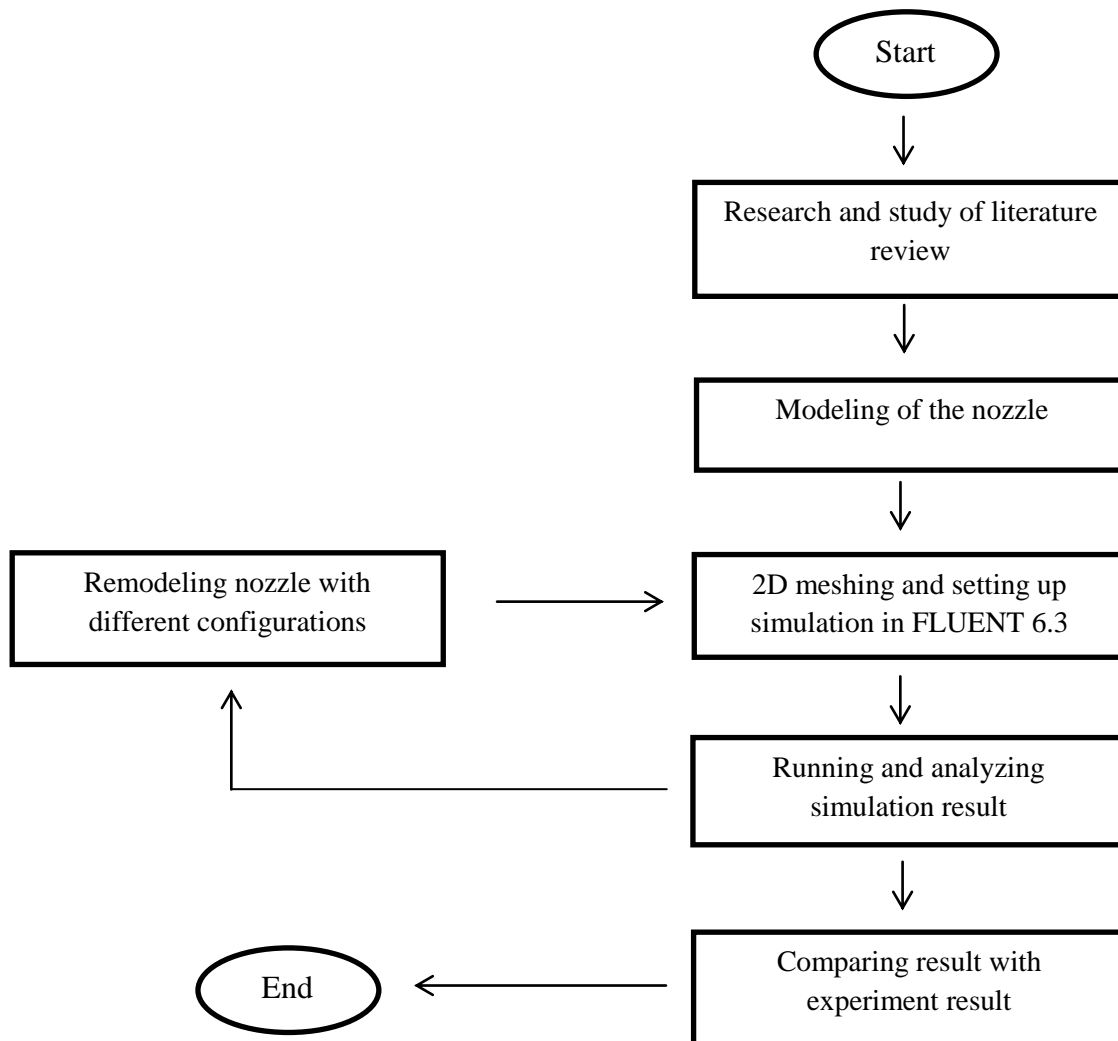 Start
Research and study of literature
review
Modeling of the nozzle
Remodeling nozzle with
different configurations
2D meshing and setting up
simulation in FLUENT 6.3
Running and analyzing
simulation result
Comparing result with
experiment result
End